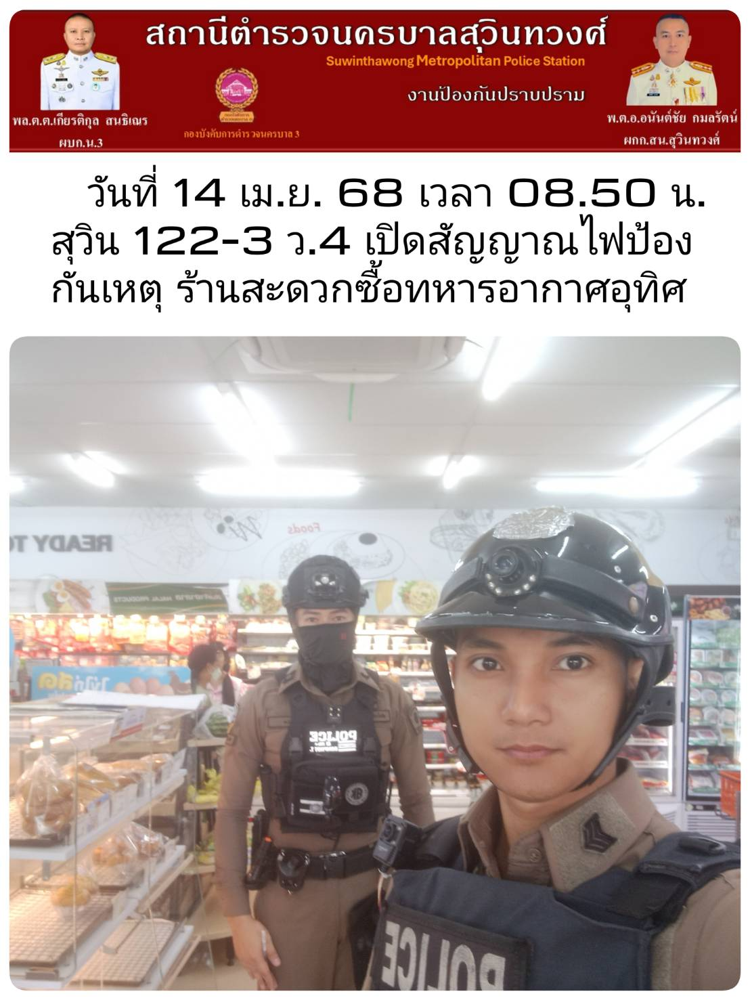 สถานีตำรวจนครบาลสุวินทวงศ์
Suwinthawong Metropolitan Police Station
งานป้องกันปราบปราม
พล.ต.ต.เกียรติกุล สนธิเณร
ผบก.น.3
กองบังคับการตำรวจนครบาล 3
พ.ต.อ.อนันต์ชัย กมลรัตน์
ผกก.สน.สุวินทวงศ์
วันที่ 14 เม.ย. 68 เวลา 08.50 น.
สุวิน 122-3 ว.4 เปิดสัญญาณไฟป้อง
กันเหตุ ร้านสะดวกซื้อทหารอากาศอุทิศ
READY TO
Foods
HALAL PRODUCTS
ไข่ไก่สด
POLICE
POLICE